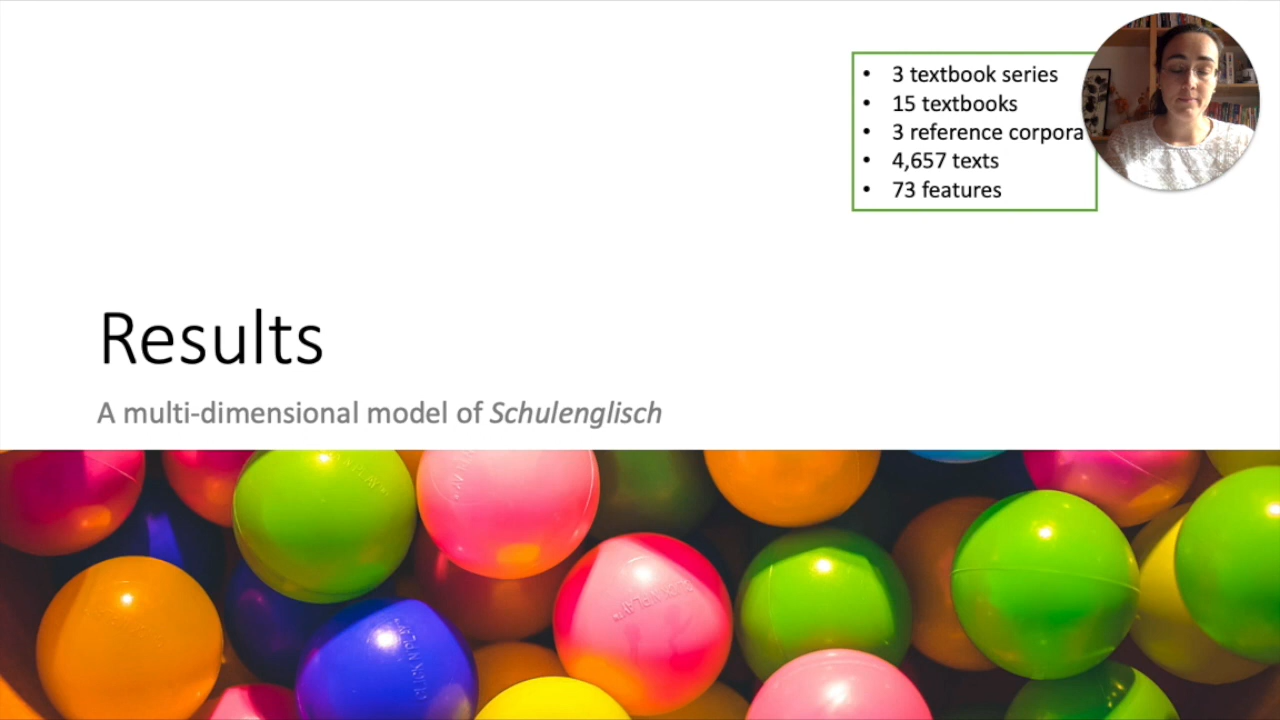 • 3 textbook series
• 15 textbooks
• 3 reference corpora
• 4,657 texts
• 73 features
Results
A multi-dimensional model of Schulenglisch